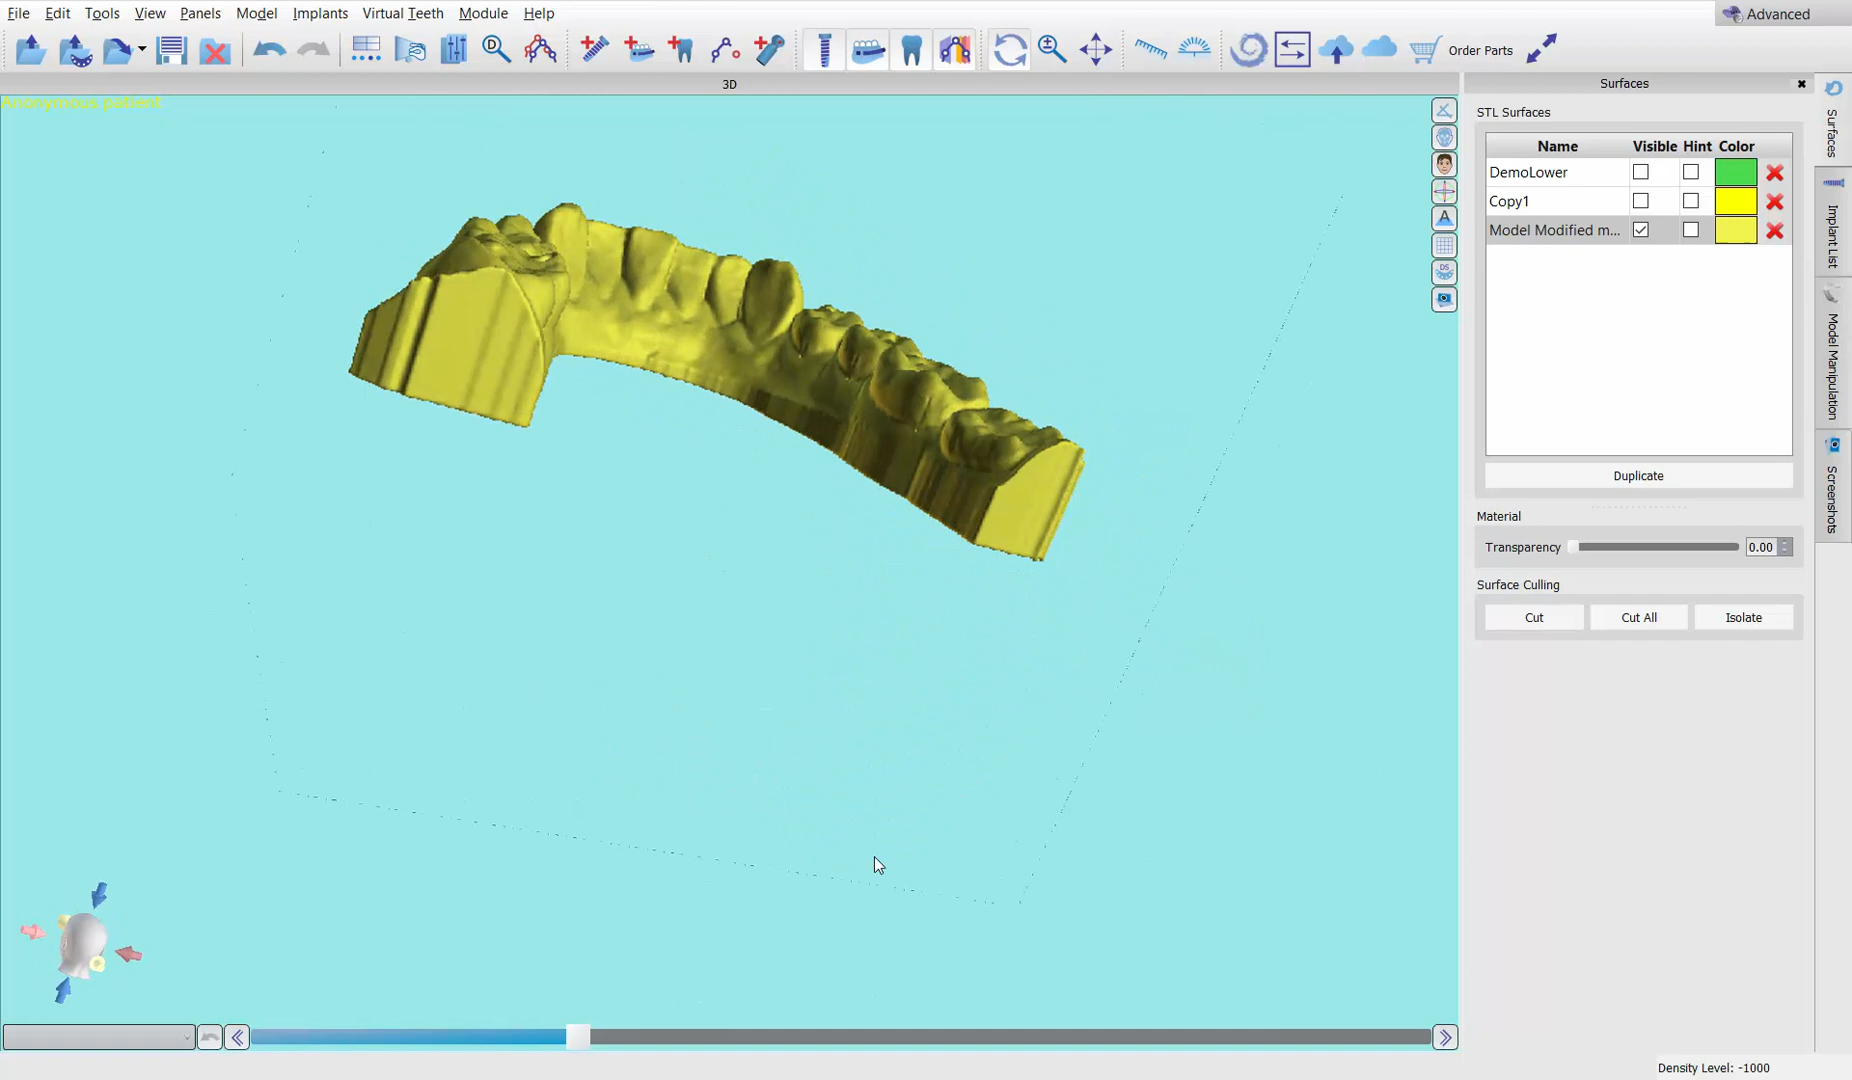 File Edit Tools View Panels Model Implants Virtual Teeth Module Help
Advanced
Order Parts
3D
Surfaces
Anonymous patient
STL Surfaces
Name Visible Hint Color
DemoLower
Copy1
Model Modified m...
Duplicate
Material
Transparency 0.00
Surface Culling
Cut Cut All Isolate
Surfaces
Implant List
Model Manipulation
Screenshots
A
DS
D
Density Level: -1000